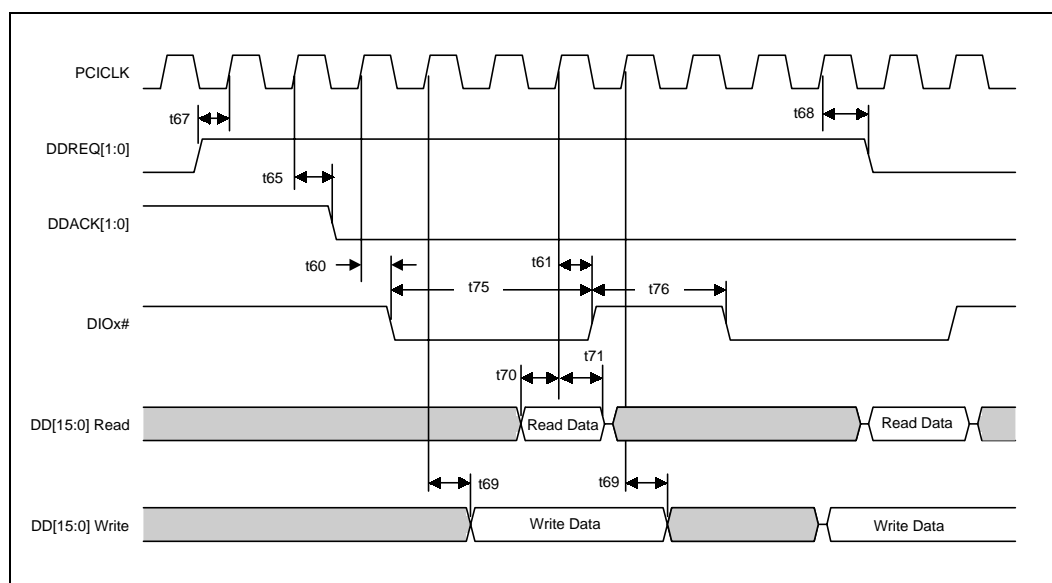 PCICLK
t67
t68
DDREQ[1:0]
t65
DDACK[1:0]
t60
t61
t75
t76
DIOx#
t70
t71
DD[15:0] Read
Read Data
Read Data
t69
t69
DD[15:0] Write
Write Data
Write Data